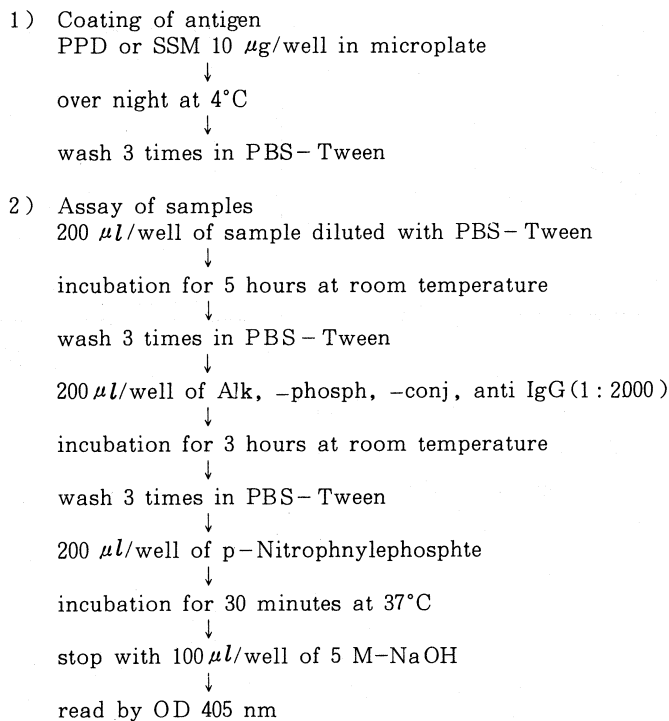 1) Coating of antigen
PPD or SSM 10 μg/well in microplate
↓
over night at 4°C
↓
wash 3 times in PBS-Tween
2) Assay of samples
200 μl/well of sample diluted with PBS-Tween
↓
incubation for 5 hours at room temperature
↓
wash 3 times in PBS-Tween
↓
200 μl/well of Alk, -phosph, -conj, anti IgG (1 : 2000)
↓
incubation for 3 hours at room temperature
↓
wash 3 times in PBS-Tween
↓
200 μl/well of p-Nitrophnylephosphte
↓
incubation for 30 minutes at 37°C
↓
stop with 100 μl/well of 5 M-NaOH
↓
read by OD 405 nm